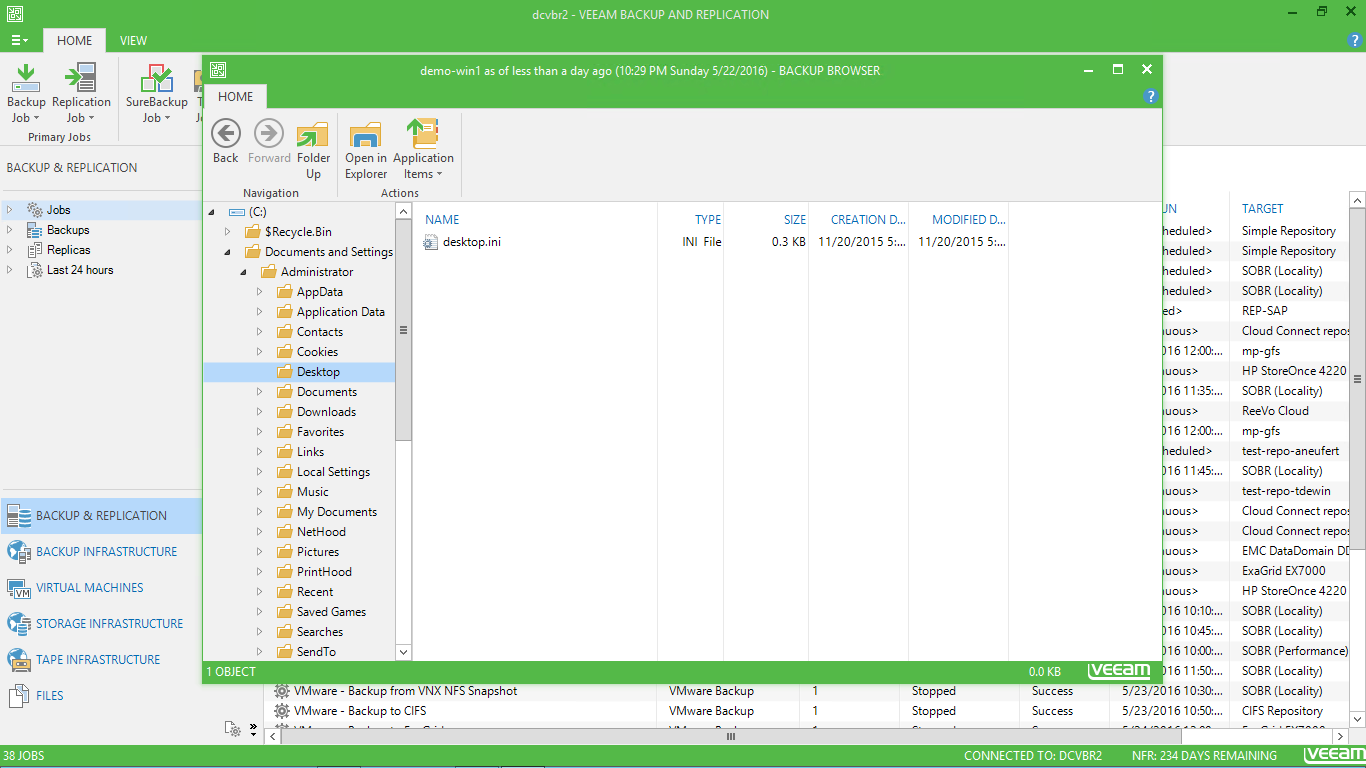 dcvbr2 - VEEAM BACKUP AND REPLICATION
HOME VIEW
Backup Job
Replication Job
SureBackup Job
Primary Jobs
BACKUP & REPLICATION
Jobs
Backups
Replicas
Last 24 hours
BACKUP & REPLICATION
BACKUP INFRASTRUCTURE
VIRTUAL MACHINES
STORAGE INFRASTRUCTURE
TAPE INFRASTRUCTURE
FILES
demo-win1 as of less than a day ago (10:29 PM Sunday 5/22/2016) - BACKUP BROWSER
HOME
Back
Forward
Folder Up
Open in Explorer
Application Items
Navigation
Actions
(C:)
$Recycle.Bin
Documents and Settings
Administrator
AppData
Application Data
Contacts
Cookies
Desktop
Documents
Downloads
Favorites
Links
Local Settings
Music
My Documents
NetHood
Pictures
PrintHood
Recent
Saved Games
Searches
SendTo
NAME TYPE SIZE CREATION D... MODIFIED D...
desktop.ini INI File 0.3 KB 11/20/2015 5:... 11/20/2015 5:...
1 OBJECT 0.0 KB veeam
UN TARGET
heduled> Simple Repository
heduled> Simple Repository
heduled> SOBR (Locality)
heduled> SOBR (Locality)
ed> REP-SAP
nuous> Cloud Connect repos
016 12:00:... mp-gfs
nuous> HP StoreOnce 4220
016 11:35:... SOBR (Locality)
nuous> ReeVo Cloud
016 12:00:... mp-gfs
heduled> test-repo-aneufert
016 11:45:... SOBR (Locality)
nuous> test-repo-tdewin
nuous> Cloud Connect repos
nuous> Cloud Connect repos
nuous> EMC DataDomain DD
nuous> ExaGrid EX7000
nuous> HP StoreOnce 4220
016 10:10:... SOBR (Locality)
016 10:45:... SOBR (Locality)
016 10:00:... SOBR (Performance)
016 11:50:... SOBR (Locality)
VMware - Backup from VNX NFS Snapshot VMware Backup 1 Stopped Success 5/23/2016 10:30:... SOBR (Locality)
VMware - Backup to CIFS VMware Backup 1 Stopped Success 5/23/2016 10:50:... CIFS Repository
38 JOBS CONNECTED TO: DCVBR2 NFR: 234 DAYS REMAINING veeam